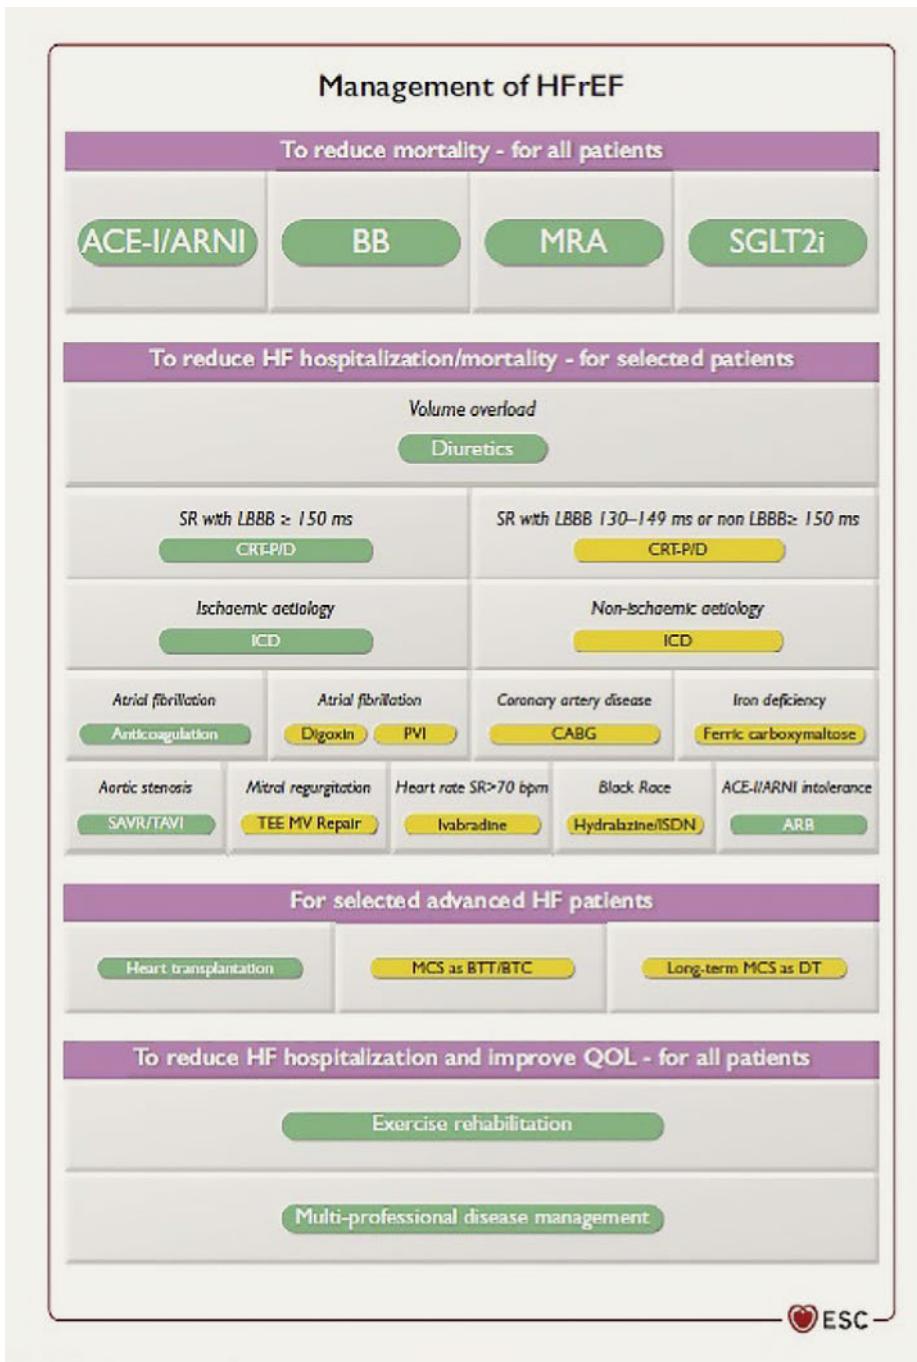 Management of HFrEF
To reduce mortality - for all patients
ACE-I/ARNI BB MRA SGLT2i
To reduce HF hospitalization/mortality - for selected patients
Volume overload
Diuretics
SR with LBBB ≥ 150 ms
CRT-P/D
SR with LBBB 130–149 ms or non LBBB≥ 150 ms
CRT-P/D
Ischaemic aetiology
ICD
Non-ischaemic aetiology
ICD
Atrial fibrillation
Anticoagulation
Atrial fibrillation
Digoxin PVI
Coronary artery disease
CABG
Iron deficiency
Ferric carboxymaltose
Aortic stenosis
SAVR/TAVI
Mitral regurgitation
TEE MV Repair
Heart rate SR>70 bpm
Ivabradine
Black Race
Hydralazine/ISDN
ACE-I/ARNI intolerance
ARB
For selected advanced HF patients
Heart transplantation
MCS as BTT/BTC
Long-term MCS as DT
To reduce HF hospitalization and improve QOL - for all patients
Exercise rehabilitation
Multi-professional disease management
ESC